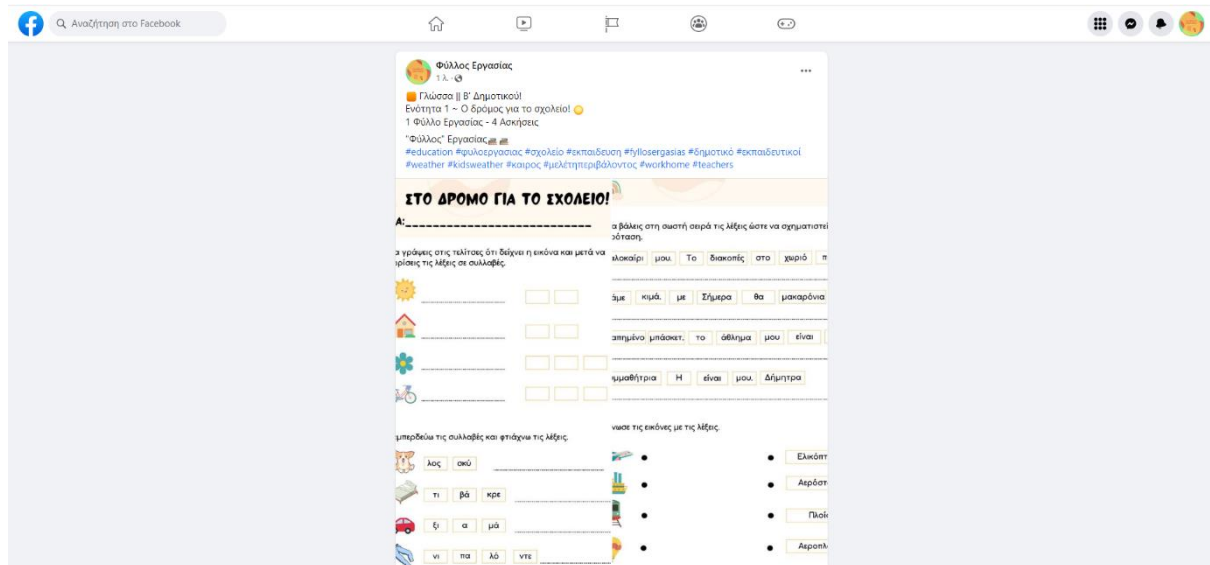 Αναζήτηση στο Facebook
Φύλλος Εργασίας
1 λ.
Γλώσσα || Β' Δημοτικού!
Ενότητα 1 ~ Ο δρόμος για το σχολείο!
1 Φύλλο Εργασίας - 4 Ασκήσεις
"Φύλλος" Εργασίας
#education #φυλοεργασιας #σχολείο #εκπαιδευση #fyllosergasias #δημοτικό #εκπαιδευτικοί
#weather #kidsweather #καιρος #μελέτηπεριβάλοντος #workhome #teachers
ΣΤΟ ΔΡΟΜΟ ΓΙΑ ΤΟ ΣΧΟΛΕΙΟ!
Α:
α γράψεις στις τελίτσες ότι δείχνει η εικόνα και μετά να
ρίσεις τις λέξεις σε συλλαβές.
μπερδεύω τις συλλαβές και φτιάχνω τις λέξεις.
λος σκύ
τι βά κρε
ξι α μά
νι πα λό ντε
α βάλεις στη σωστή σειρά τις λέξεις ώστε να σχηματιστεί
ρόταση.
λοκαίρι μου. Το διακοπές στο χωριό π
άμε κιμά. με Σήμερα θα μακαρόνια
απημένο μπάσκετ. το άθλημα μου είναι
υμμαθήτρια Η είναι μου. Δήμητρα
νωσε τις εικόνες με τις λέξεις.
Ελικόπτ
Αερόστ
Πλοίο
Αεροπλ